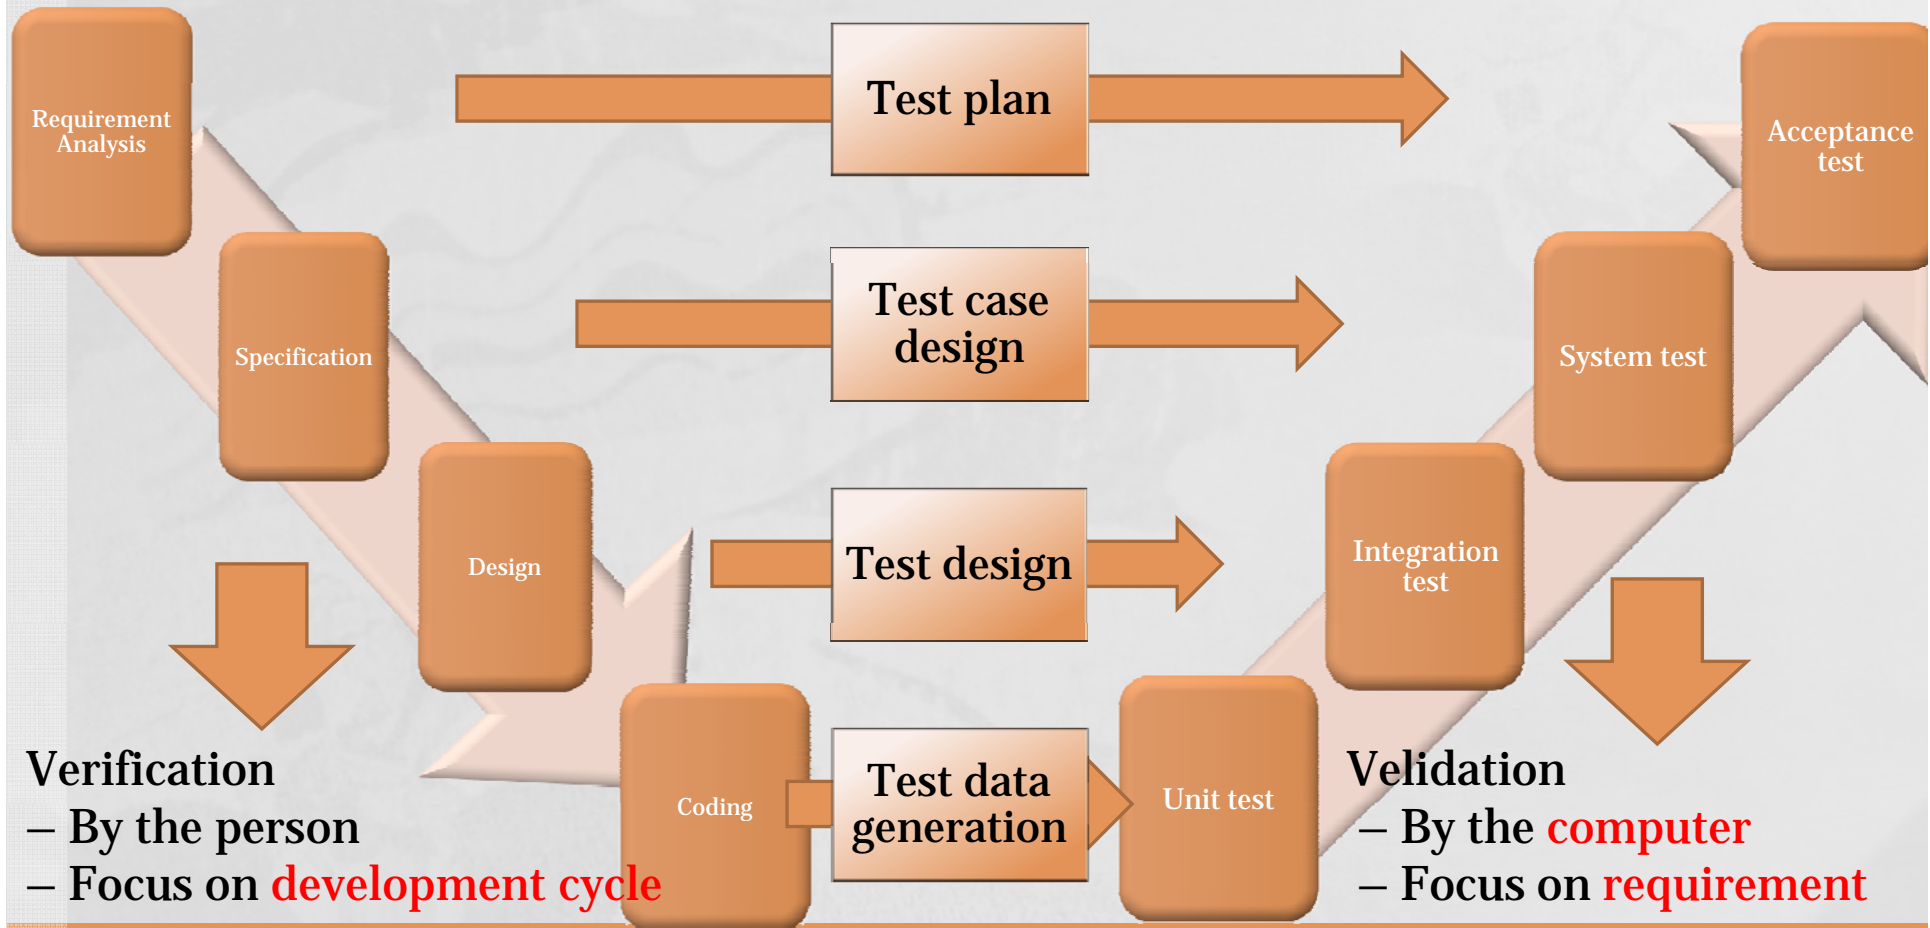 Requirement
Analysis
Test plan
Acceptance
test
Specification
Test case
design
System test
Design
Test design
Integration
test
Coding
Test data
generation
Unit test
Verification
– By the person
– Focus on development cycle
Velidation
– By the computer
– Focus on requirement